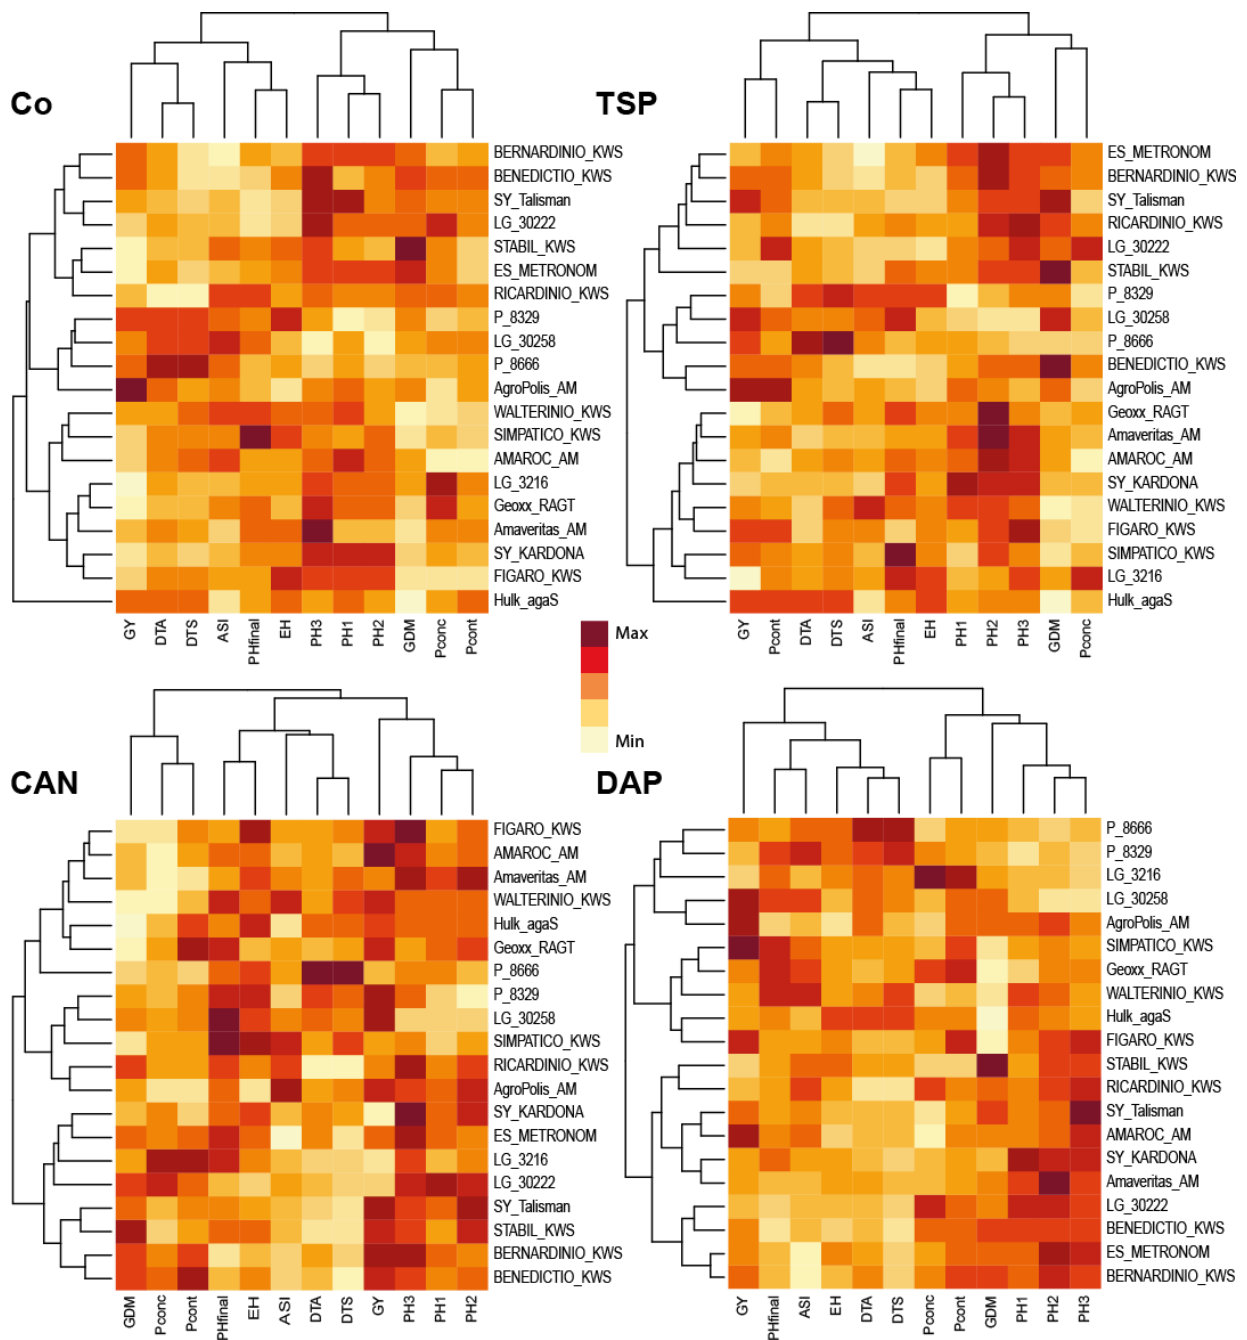 Co
BERNARDINIO_KWS
BENEDICTIO_KWS
SY_Talisman
LG_30222
STABIL_KWS
ES_METRONOM
RICARDINIO_KWS
P_8329
LG_30258
P_8666
AgroPolis_AM
WALTERINIO_KWS
SIMPATICO_KWS
AMAROC_AM
LG_3216
Geoxx_RAGT
Amaveritas_AM
SY_KARDONA
FIGARO_KWS
Hulk_agaS
GY DTA DTS ASI PHfinal EH PH3 PH1 PH2 GDM Pconc Pcont
TSP
ES_METRONOM
BERNARDINIO_KWS
SY_Talisman
RICARDINIO_KWS
LG_30222
STABIL_KWS
P_8329
LG_30258
P_8666
BENEDICTIO_KWS
AgroPolis_AM
Geoxx_RAGT
Amaveritas_AM
AMAROC_AM
SY_KARDONA
WALTERINIO_KWS
FIGARO_KWS
SIMPATICO_KWS
LG_3216
Hulk_agaS
GY Pcont DTA DTS ASI PHfinal EH PH1 PH2 PH3 GDM Pconc
Max
Min
CAN
FIGARO_KWS
AMAROC_AM
Amaveritas_AM
WALTERINIO_KWS
Hulk_agaS
Geoxx_RAGT
P_8666
P_8329
LG_30258
SIMPATICO_KWS
RICARDINIO_KWS
AgroPolis_AM
SY_KARDONA
ES_METRONOM
LG_3216
LG_30222
SY_Talisman
STABIL_KWS
BERNARDINIO_KWS
BENEDICTIO_KWS
GDM Pconc Pcont PHfinal EH ASI DTA DTS GY PH3 PH1 PH2
DAP
P_8666
P_8329
LG_3216
LG_30258
AgroPolis_AM
SIMPATICO_KWS
Geoxx_RAGT
WALTERINIO_KWS
Hulk_agaS
FIGARO_KWS
STABIL_KWS
RICARDINIO_KWS
SY_Talisman
AMAROC_AM
SY_KARDONA
Amaveritas_AM
LG_30222
BENEDICTIO_KWS
ES_METRONOM
BERNARDINIO_KWS
GY PHfinal ASI EH DTA DTS Pconc Pcont GDM PH1 PH2 PH3